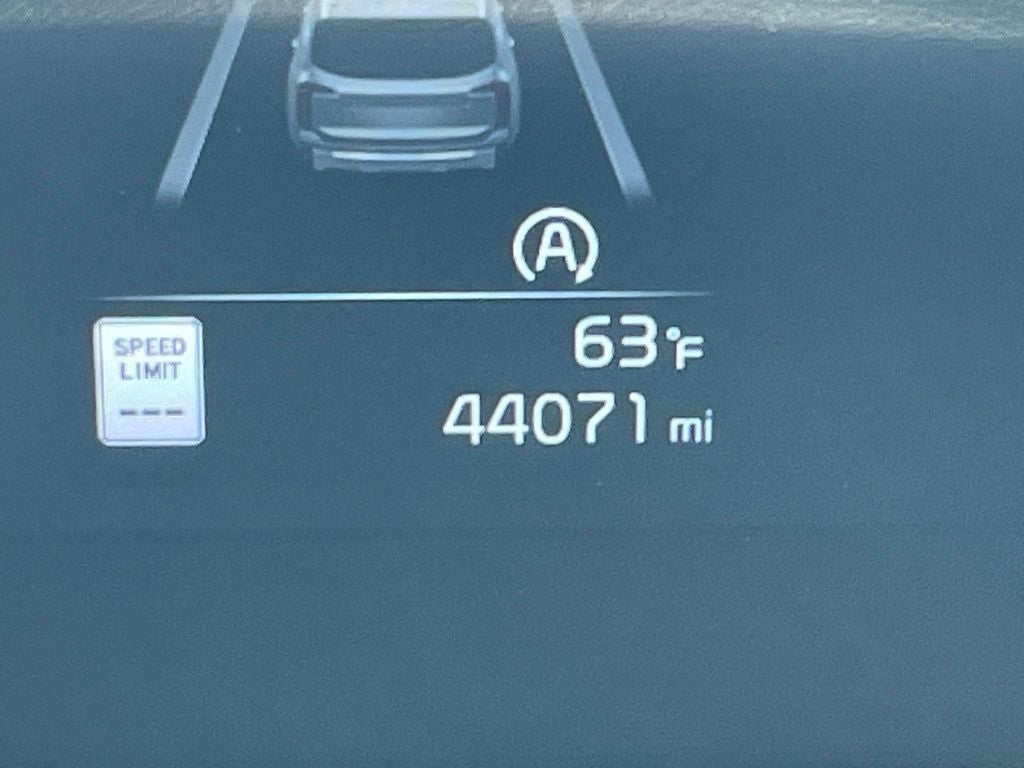 A
63°F
SPEED
LIMIT
---
44071 mi